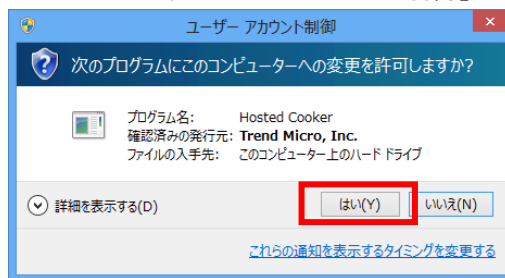 ユーザー アカウント制御
次のプログラムにこのコンピューターへの変更を許可しますか?
プログラム名: Hosted Cooker
確認済みの発行元: Trend Micro, Inc.
ファイルの入手先: このコンピューター上のハード ドライブ
詳細を表示する(D) はい(Y) いいえ(N)
これらの通知を表示するタイミングを変更する